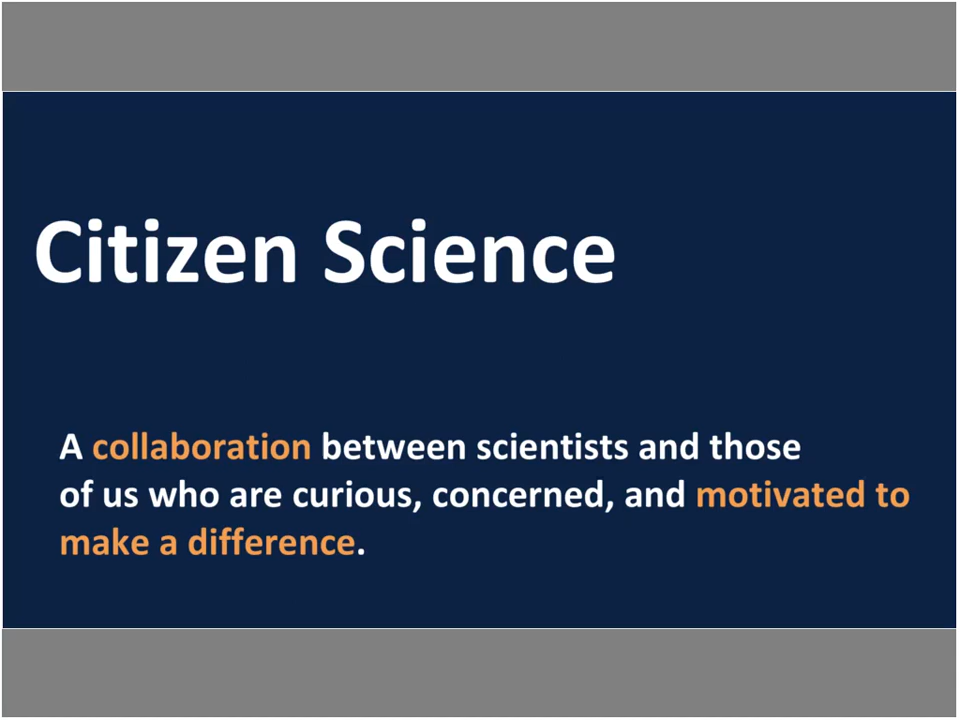 Citizen Science
A collaboration between scientists and those
of us who are curious, concerned, and motivated to
make a difference.